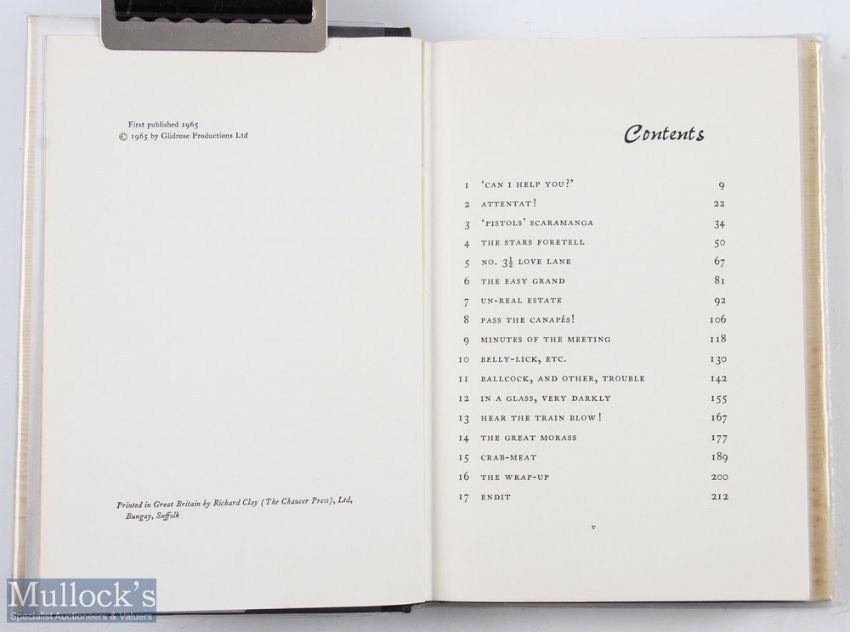 First published 1965
© 1965 by Glidrose Productions Ltd
Printed in Great Britain by Richard Clay (The Chaucer Press), Ltd,
Bungay, Suffolk
Contents
1 'CAN I HELP YOU?' 9
2 ATTENTAT! 22
3 'PISTOLS' SCARAMANGA 34
4 THE STARS FORETELL 50
5 NO. 3½ LOVE LANE 67
6 THE EASY GRAND 81
7 UN-REAL ESTATE 92
8 PASS THE CANAPÉS! 106
9 MINUTES OF THE MEETING 118
10 BELLY-LICK, ETC. 130
11 BALLCOCK, AND OTHER, TROUBLE 142
12 IN A GLASS, VERY DARKLY 155
13 HEAR THE TRAIN BLOW! 167
14 THE GREAT MORASS 177
15 CRAB-MEAT 189
16 THE WRAP-UP 200
17 ENDIT 212
v
Mullock's
Specialist Auctioneers & Valuers